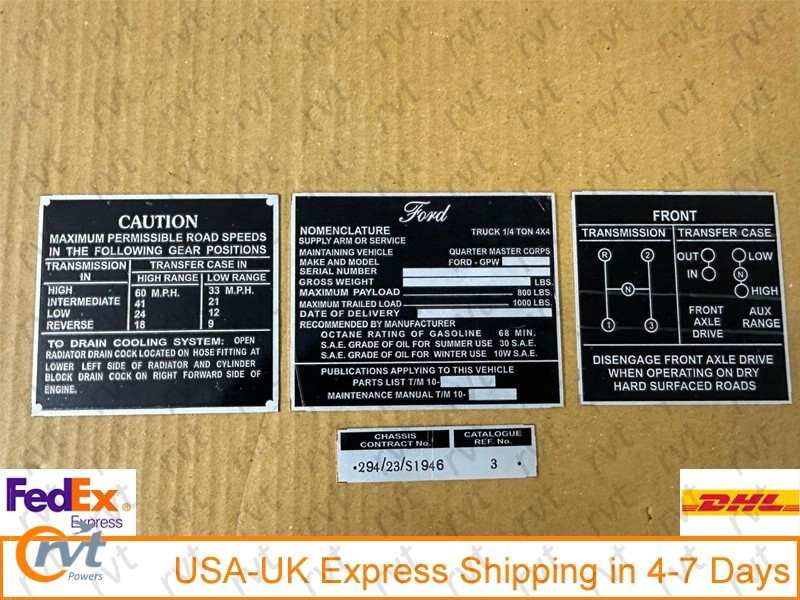 CAUTION
MAXIMUM PERMISSIBLE ROAD SPEEDS
IN THE FOLLOWING GEAR POSITIONS
TRANSMISSION IN TRANSFER CASE IN
HIGH RANGE LOW RANGE
HIGH 60 M.P.H. 33 M.P.H.
INTERMEDIATE 41 21
LOW 24 12
REVERSE 18 9
TO DRAIN COOLING SYSTEM: OPEN
RADIATOR DRAIN COCK LOCATED ON HOSE FITTING AT
LOWER LEFT SIDE OF RADIATOR AND CYLINDER
BLOCK DRAIN COCK ON RIGHT FORWARD SIDE OF
ENGINE.
Ford
NOMENCLATURE TRUCK 1/4 TON 4X4
SUPPLY ARM OR SERVICE
MAINTAINING VEHICLE QUARTER MASTER CORPS
MAKE AND MODEL FORD - GPW
SERIAL NUMBER
GROSS WEIGHT LBS.
MAXIMUM PAYLOAD 800 LBS.
MAXIMUM TRAILED LOAD 1000 LBS.
DATE OF DELIVERY
RECOMMENDED BY MANUFACTURER
OCTANE RATING OF GASOLINE 68 MIN.
S.A.E. GRADE OF OIL FOR SUMMER USE 30 S.A.E.
S.A.E. GRADE OF OIL FOR WINTER USE 10W S.A.E.
PUBLICATIONS APPLYING TO THIS VEHICLE
PARTS LIST T/M 10-
MAINTENANCE MANUAL T/M 10-
FRONT
TRANSMISSION TRANSFER CASE
R 2 OUT LOW
N IN N
HIGH
1 3 FRONT AXLE DRIVE AUX RANGE
DISENGAGE FRONT AXLE DRIVE
WHEN OPERATING ON DRY
HARD SURFACED ROADS
CHASSIS CONTRACT No. CATALOGUE REF. No.
294/23/S1946 3
FedEx
Express
DHL
rvt
Powers
USA-UK Express Shipping in 4-7 Days